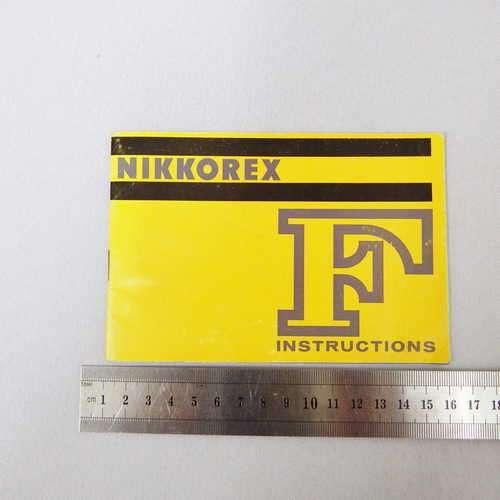 NIKKOREX
F
INSTRUCTIONS
cm 1 2 3 4 5 6 7 8 9 10 11 12 13 14 15 16 17 18